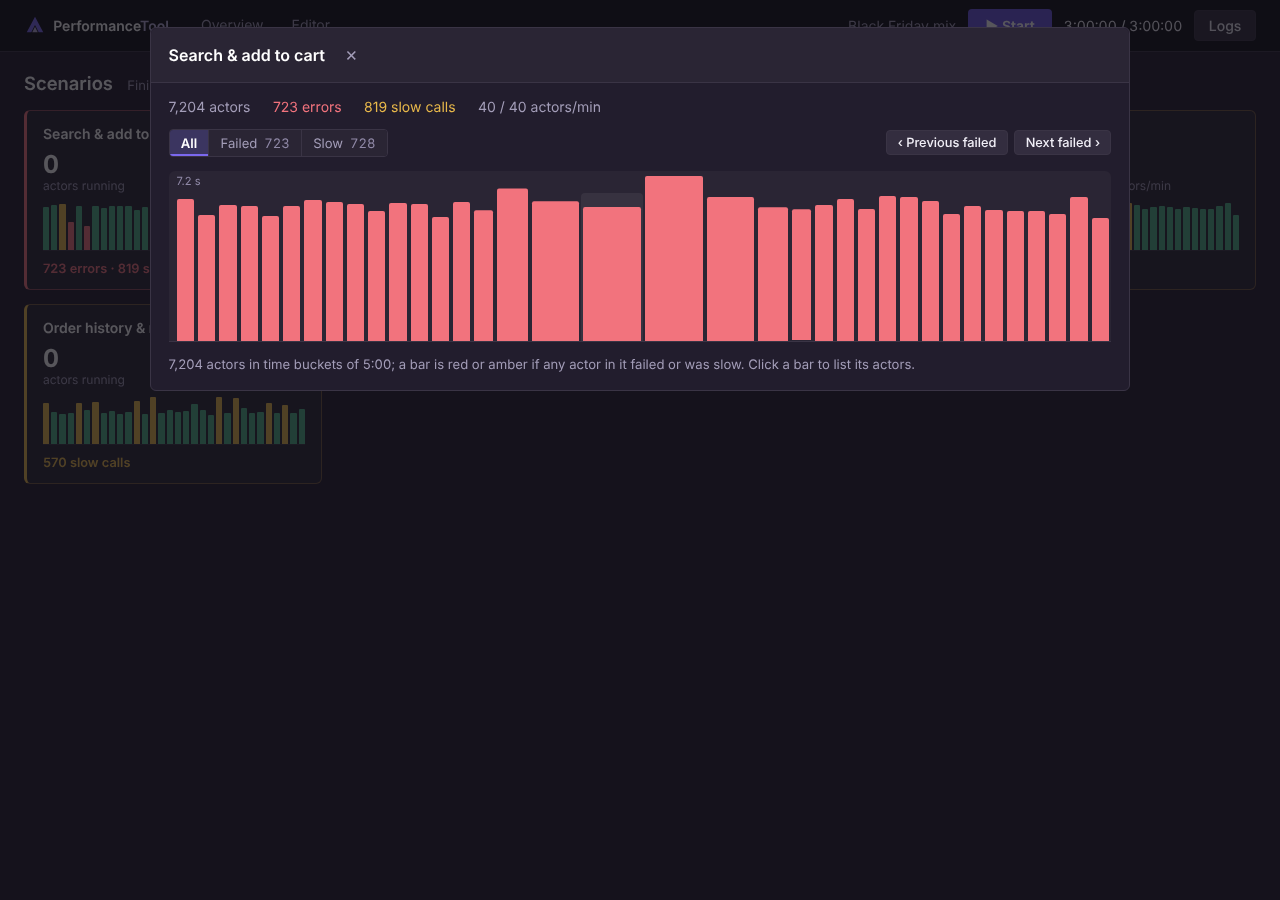 PerformanceTool Overview Editor Black Friday mix ▶ Start 3:00:00 / 3:00:00 Logs
Search & add to cart ×
Scenarios
7,204 actors 723 errors 819 slow calls 40 / 40 actors/min
Search & add to
All Failed 723 Slow 728 ‹ Previous failed Next failed ›
0
actors running
7.2 s
723 errors · 819 s
Order history &
0
actors running
7,204 actors in time buckets of 5:00; a bar is red or amber if any actor in it failed or was slow. Click a bar to list its actors.
570 slow calls